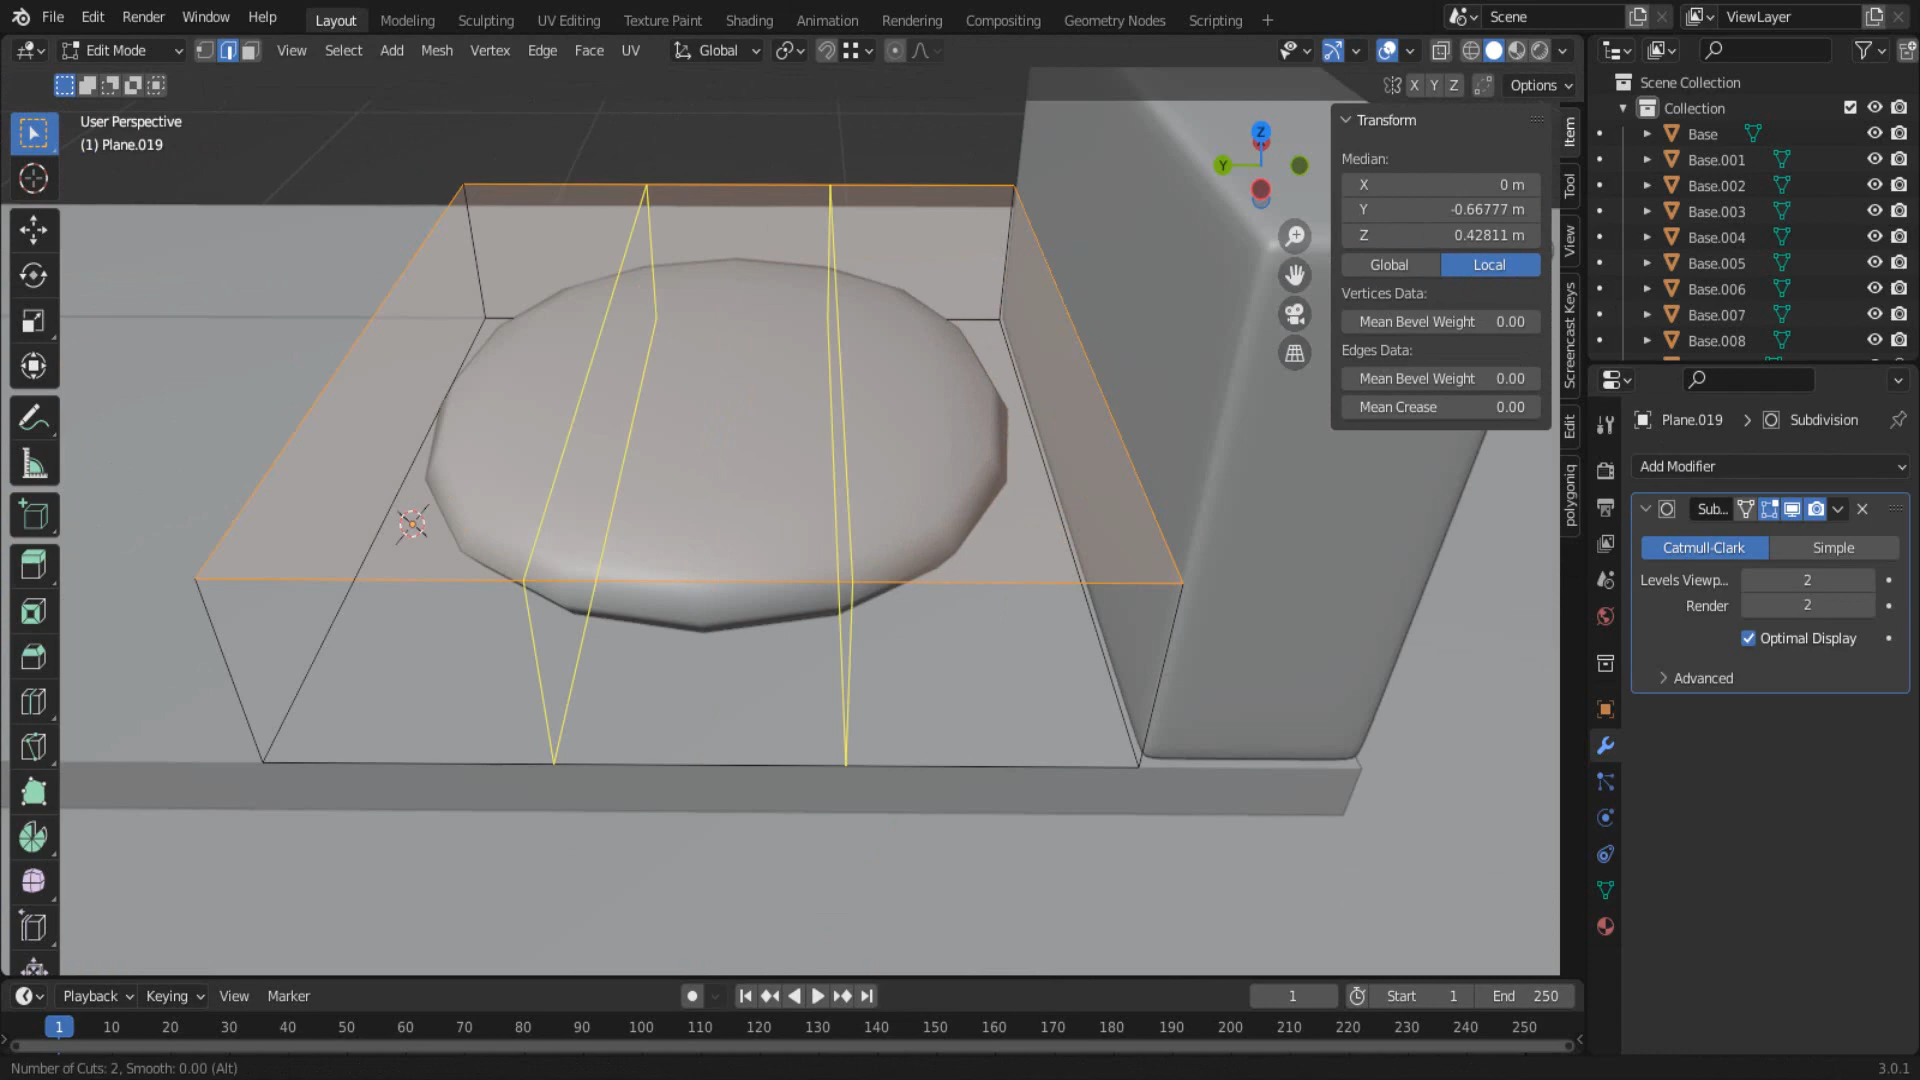 File Edit Render Window Help Layout Modeling Sculpting UV Editing Texture Paint Shading Animation Rendering Compositing Geometry Nodes Scripting + Scene ViewLayer
Edit Mode View Select Add Mesh Vertex Edge Face UV Global
X Y Z Options
User Perspective
(1) Plane.019
Z
Y
Transform
Median:
X 0 m
Y -0.66777 m
Z 0.42811 m
Global Local
Vertices Data:
Mean Bevel Weight 0.00
Edges Data:
Mean Bevel Weight 0.00
Mean Crease 0.00
Item
Tool
View
Screencast Keys
Edit
polygoniq
Scene Collection
Collection
Base
Base.001
Base.002
Base.003
Base.004
Base.005
Base.006
Base.007
Base.008
Plane.019 > Subdivision
Add Modifier
Sub...
Catmull-Clark Simple
Levels Viewp... 2
Render 2
Optimal Display
Advanced
Playback Keying View Marker 1 Start 1 End 250
1 10 20 30 40 50 60 70 80 90 100 110 120 130 140 150 160 170 180 190 200 210 220 230 240 250
Number of Cuts: 2, Smooth: 0.00 (Alt) 3.0.1